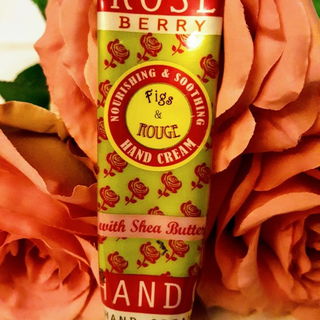 ROSE
BERRY
NOURISHING & SOOTHING
Figs
&
ROUGE
HAND CREAM
with Shea Butter
HAND